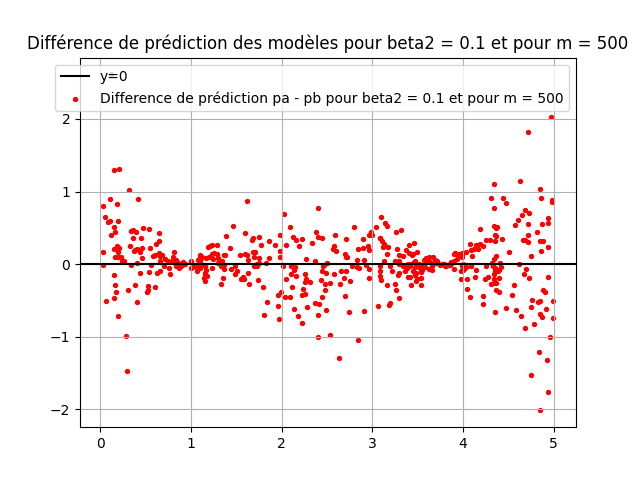 Différence de prédiction des modèles pour beta2 = 0.1 et pour m = 500
y=0
Difference de prédiction pa - pb pour beta2 = 0.1 et pour m = 500
2
1
0
−1
−2
0 1 2 3 4 5